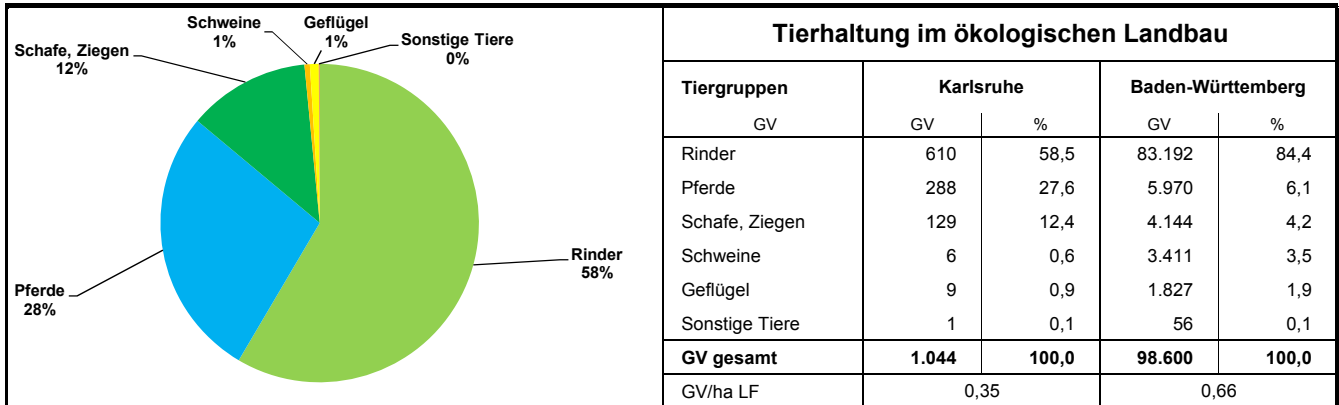 Schweine
1%
Geflügel
1%
Sonstige Tiere
0%
Schafe, Ziegen
12%
Rinder
58%
Pferde
28%
Tierhaltung im ökologischen Landbau
Tiergruppen Karlsruhe Baden-Württemberg
GV GV % GV %
Rinder 610 58,5 83.192 84,4
Pferde 288 27,6 5.970 6,1
Schafe, Ziegen 129 12,4 4.144 4,2
Schweine 6 0,6 3.411 3,5
Geflügel 9 0,9 1.827 1,9
Sonstige Tiere 1 0,1 56 0,1
GV gesamt 1.044 100,0 98.600 100,0
GV/ha LF 0,35 0,66